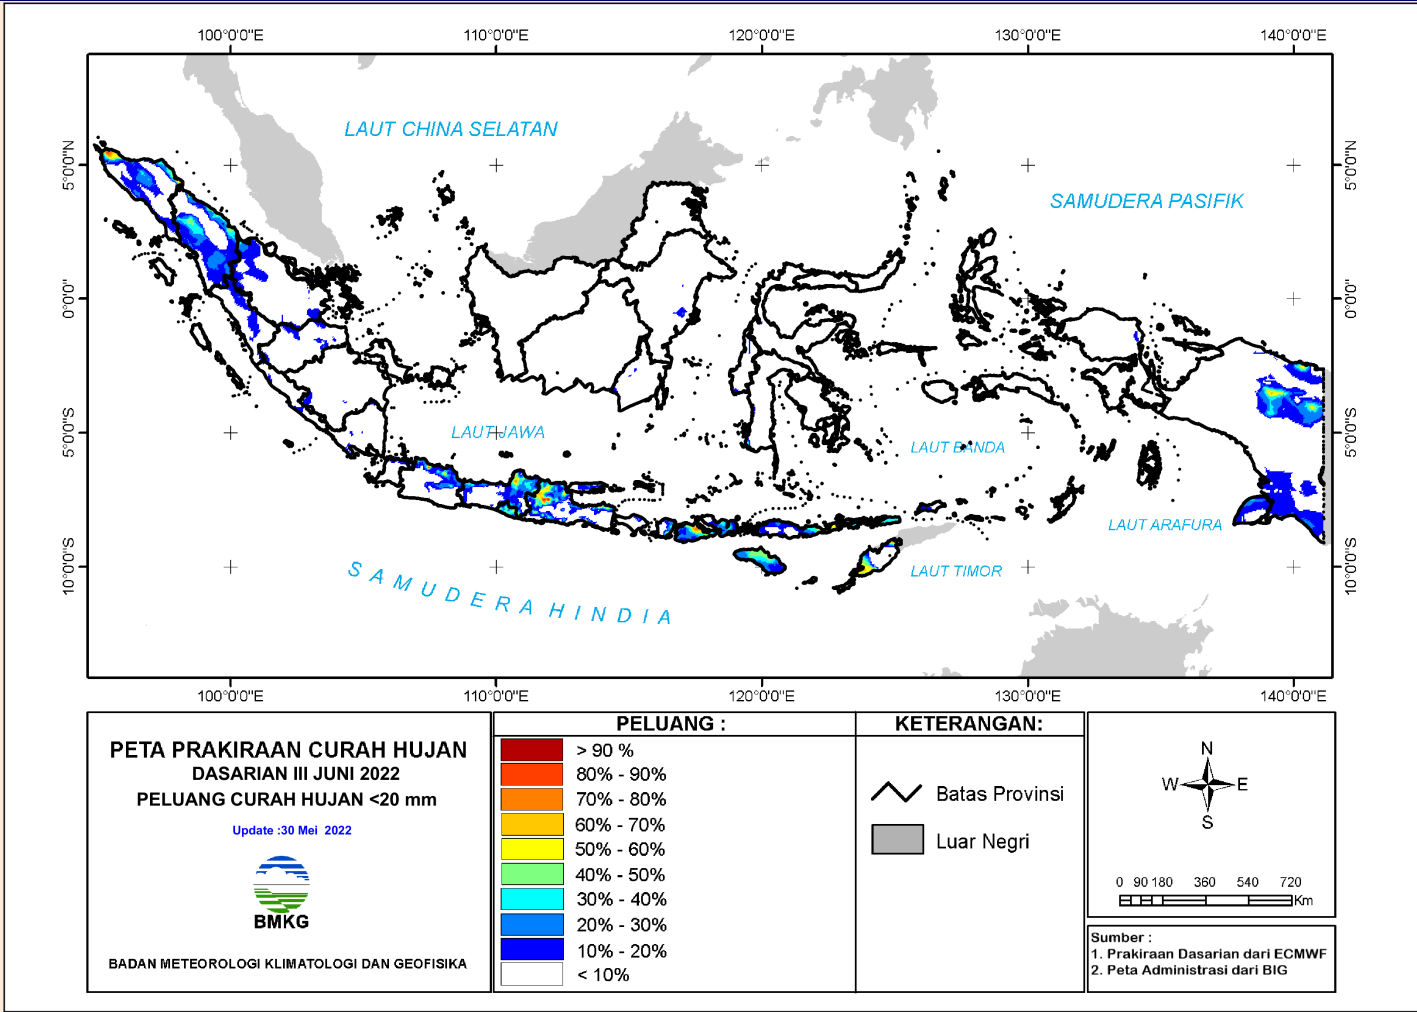 100°0'0"E 110°0'0"E 120°0'0"E 130°0'0"E 140°0'0"E
LAUT CHINA SELATAN
5°0'0"N 5°0'0"N
SAMUDERA PASIFIK
0°0'0" 0°0'0"
5°0'0"S 5°0'0"S
LAUT JAWA
LAUT BANDA
LAUT ARAFURA
10°0'0"S 10°0'0"S
LAUT TIMOR
SAMUDERA HINDIA
100°0'0"E 110°0'0"E 120°0'0"E 130°0'0"E 140°0'0"E
PETA PRAKIRAAN CURAH HUJAN
DASARIAN III JUNI 2022
PELUANG CURAH HUJAN <20 mm
Update :30 Mei 2022
BMKG
BADAN METEOROLOGI KLIMATOLOGI DAN GEOFISIKA
PELUANG :
> 90 %
80% - 90%
70% - 80%
60% - 70%
50% - 60%
40% - 50%
30% - 40%
20% - 30%
10% - 20%
< 10%
KETERANGAN:
Batas Provinsi
Luar Negri
N
W E
S
0 90 180 360 540 720
Km
Sumber :
1. Prakiraan Dasarian dari ECMWF
2. Peta Administrasi dari BIG